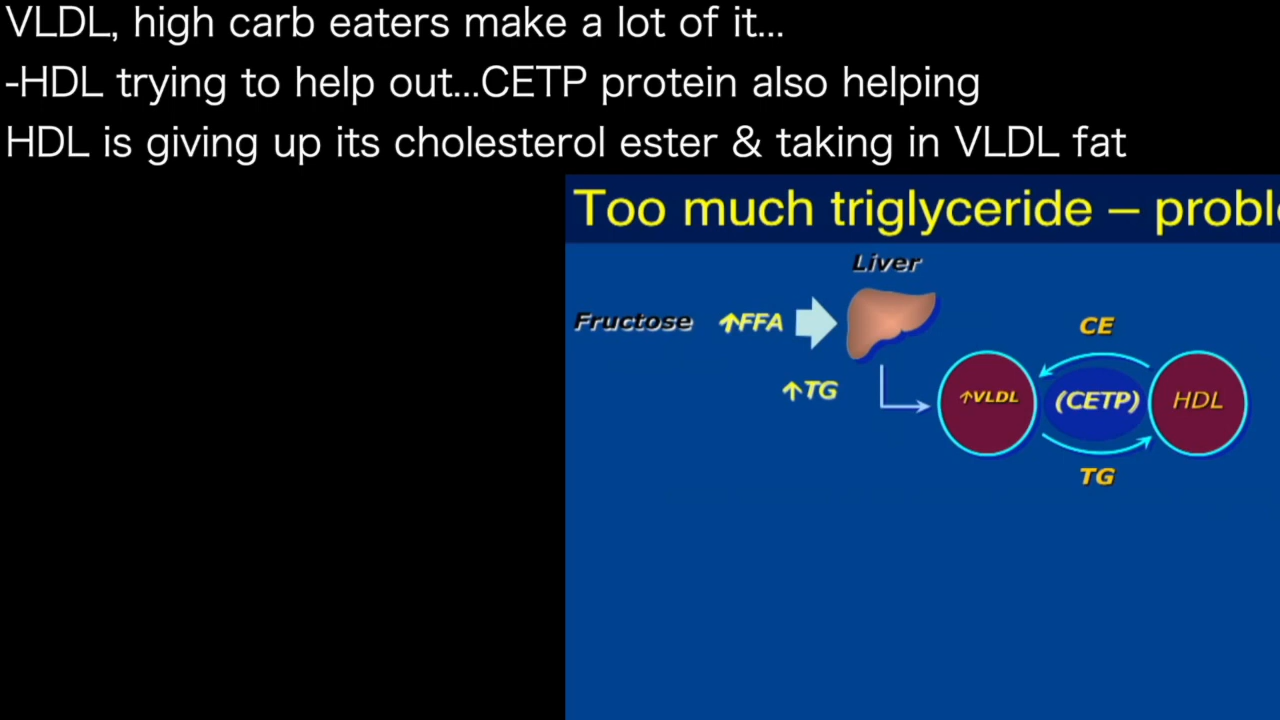 VLDL, high carb eaters make a lot of it...
-HDL trying to help out...CETP protein also helping
HDL is giving up its cholesterol ester & taking in VLDL fat
Too much triglyceride – proble
Liver
Fructose ↑FFA
CE
↑TG
↑VLDL (CETP) HDL
TG